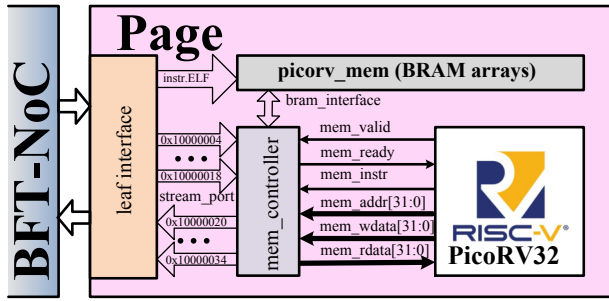 BFT-NoC
Page
leaf interface
instr.ELF
picorv_mem (BRAM arrays)
bram_interface
0x10000004
•••
0x10000018
stream_port
0x10000020
•••
0x10000034
mem_controller
mem_valid
mem_ready
mem_instr
mem_addr[31:0]
mem_wdata[31:0]
mem_rdata[31:0]
RISC-V®
PicoRV32